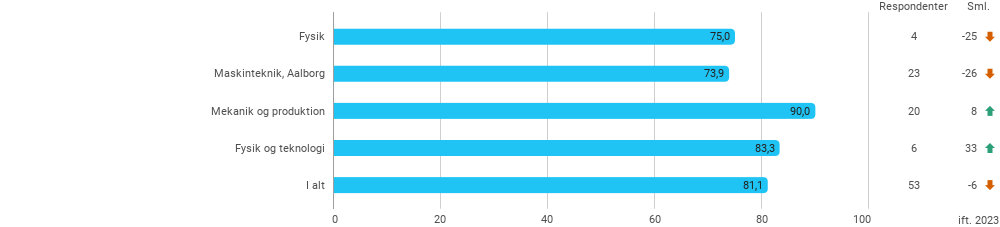 Respondenter Sml.
Fysik 75,0 4 -25
Maskinteknik, Aalborg 73,9 23 -26
Mekanik og produktion 90,0 20 8
Fysik og teknologi 83,3 6 33
I alt 81,1 53 -6
0 20 40 60 80 100 ift. 2023